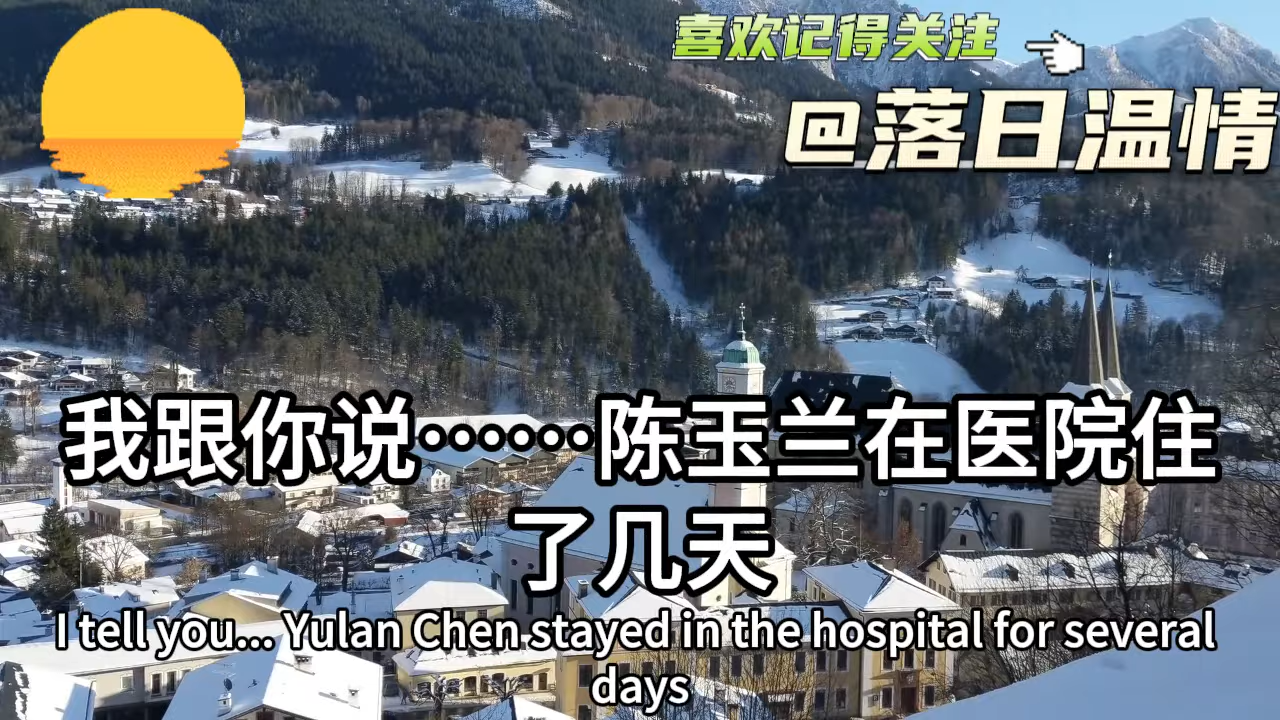 喜欢记得关注
@落日温情
我跟你说……陈玉兰在医院住
了几天
I tell you... Yulan Chen stayed in the hospital for several
days